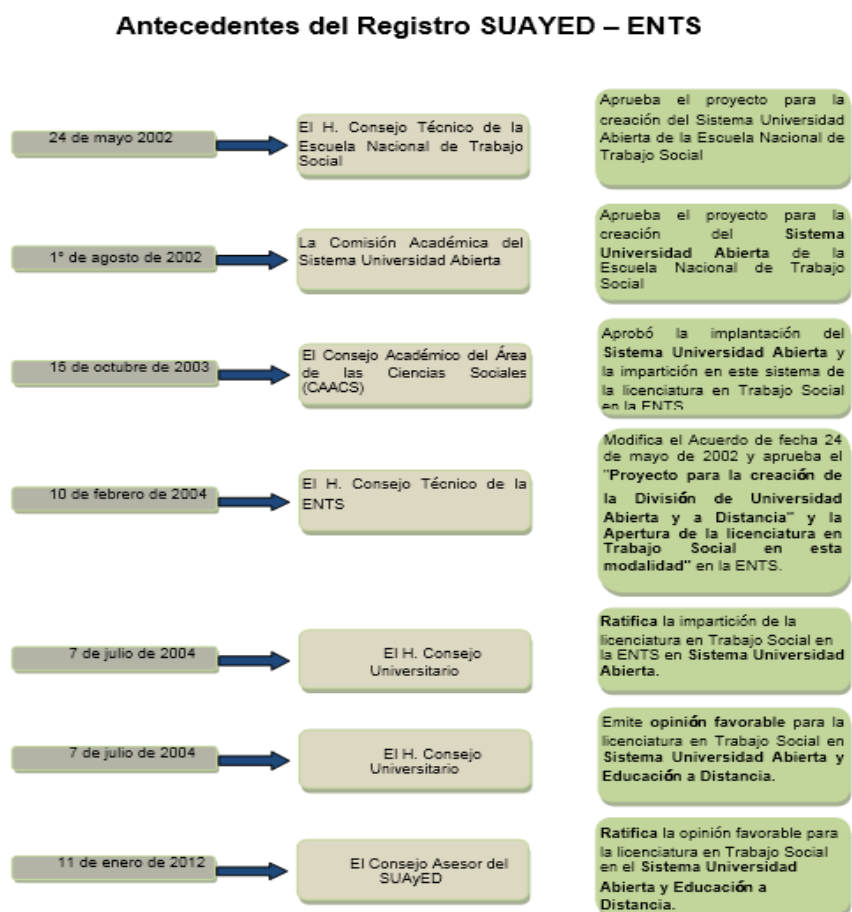 Antecedentes del Registro SUAYED – ENTS
24 de mayo 2002
El H. Consejo Técnico de la
Escuela Nacional de Trabajo
Social
Aprueba el proyecto para la
creación del Sistema Universidad
Abierta de la Escuela Nacional de
Trabajo Social
1° de agosto de 2002
La Comisión Académica del
Sistema Universidad Abierta
Aprueba el proyecto para la
creación del Sistema
Universidad Abierta de la
Escuela Nacional de Trabajo
Social
15 de octubre de 2003
El Consejo Académico del Área
de las Ciencias Sociales
(CAACS)
Aprobó la implantación del
Sistema Universidad Abierta y
la impartición en este sistema de
la licenciatura en Trabajo Social
en la ENTS
10 de febrero de 2004
El H. Consejo Técnico de la
ENTS
Modifica el Acuerdo de fecha 24
de mayo de 2002 y aprueba el
"Proyecto para la creación de
la División de Universidad
Abierta y a Distancia" y la
Apertura de la licenciatura en
Trabajo Social en esta
modalidad" en la ENTS.
7 de julio de 2004
El H. Consejo
Universitario
Ratifica la impartición de la
licenciatura en Trabajo Social en
la ENTS en Sistema Universidad
Abierta.
7 de julio de 2004
El H. Consejo
Universitario
Emite opinión favorable para la
licenciatura en Trabajo Social en
Sistema Universidad Abierta y
Educación a Distancia.
11 de enero de 2012
El Consejo Asesor del
SUAyED
Ratifica la opinión favorable para
la licenciatura en Trabajo Social
en el Sistema Universidad
Abierta y Educación a
Distancia.